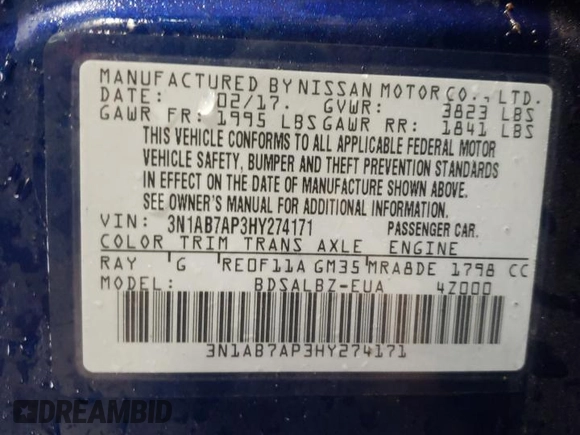 MANUFACTURED BY NISSAN MOTOR CO., LTD.
DATE: 02/17. GVWR: 3823 LBS
GAWR FR: 1995 LBS GAWR RR: 1841 LBS
THIS VEHICLE CONFORMS TO ALL APPLICABLE FEDERAL MOTOR
VEHICLE SAFETY, BUMPER AND THEFT PREVENTION STANDARDS
IN EFFECT ON THE DATE OF MANUFACTURE SHOWN ABOVE.
SEE OWNER'S MANUAL FOR ADDITIONAL INFORMATION.
VIN: 3N1AB7AP3HY274171 PASSENGER CAR.
COLOR TRIM TRANS AXLE ENGINE
RAY G RE0F11A GM35 MRA8DE 1798 CC
MODEL: BDSALBZ-EUA 4Z000
3N1AB7AP3HY274171
DREAMBID